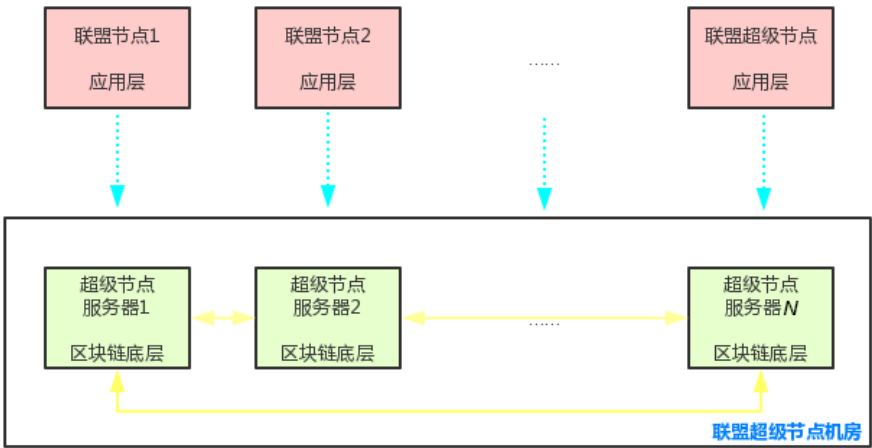 联盟节点1
应用层
联盟节点2
应用层
……
联盟超级节点
应用层
超级节点
服务器1
区块链底层
超级节点
服务器2
区块链底层
……
超级节点
服务器N
区块链底层
联盟超级节点机房